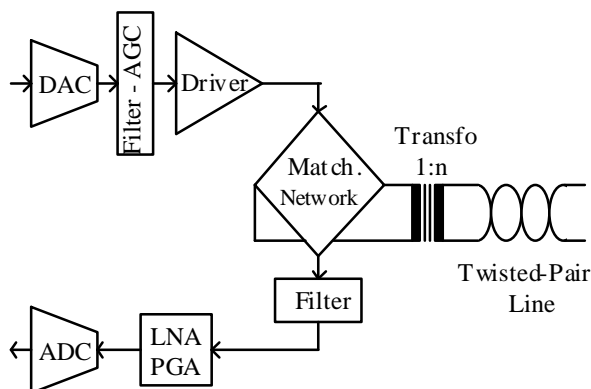 DAC
Filter - AGC
Driver
Match.
Network
Transfo
1:n
Twisted-Pair
Line
Filter
LNA
PGA
ADC